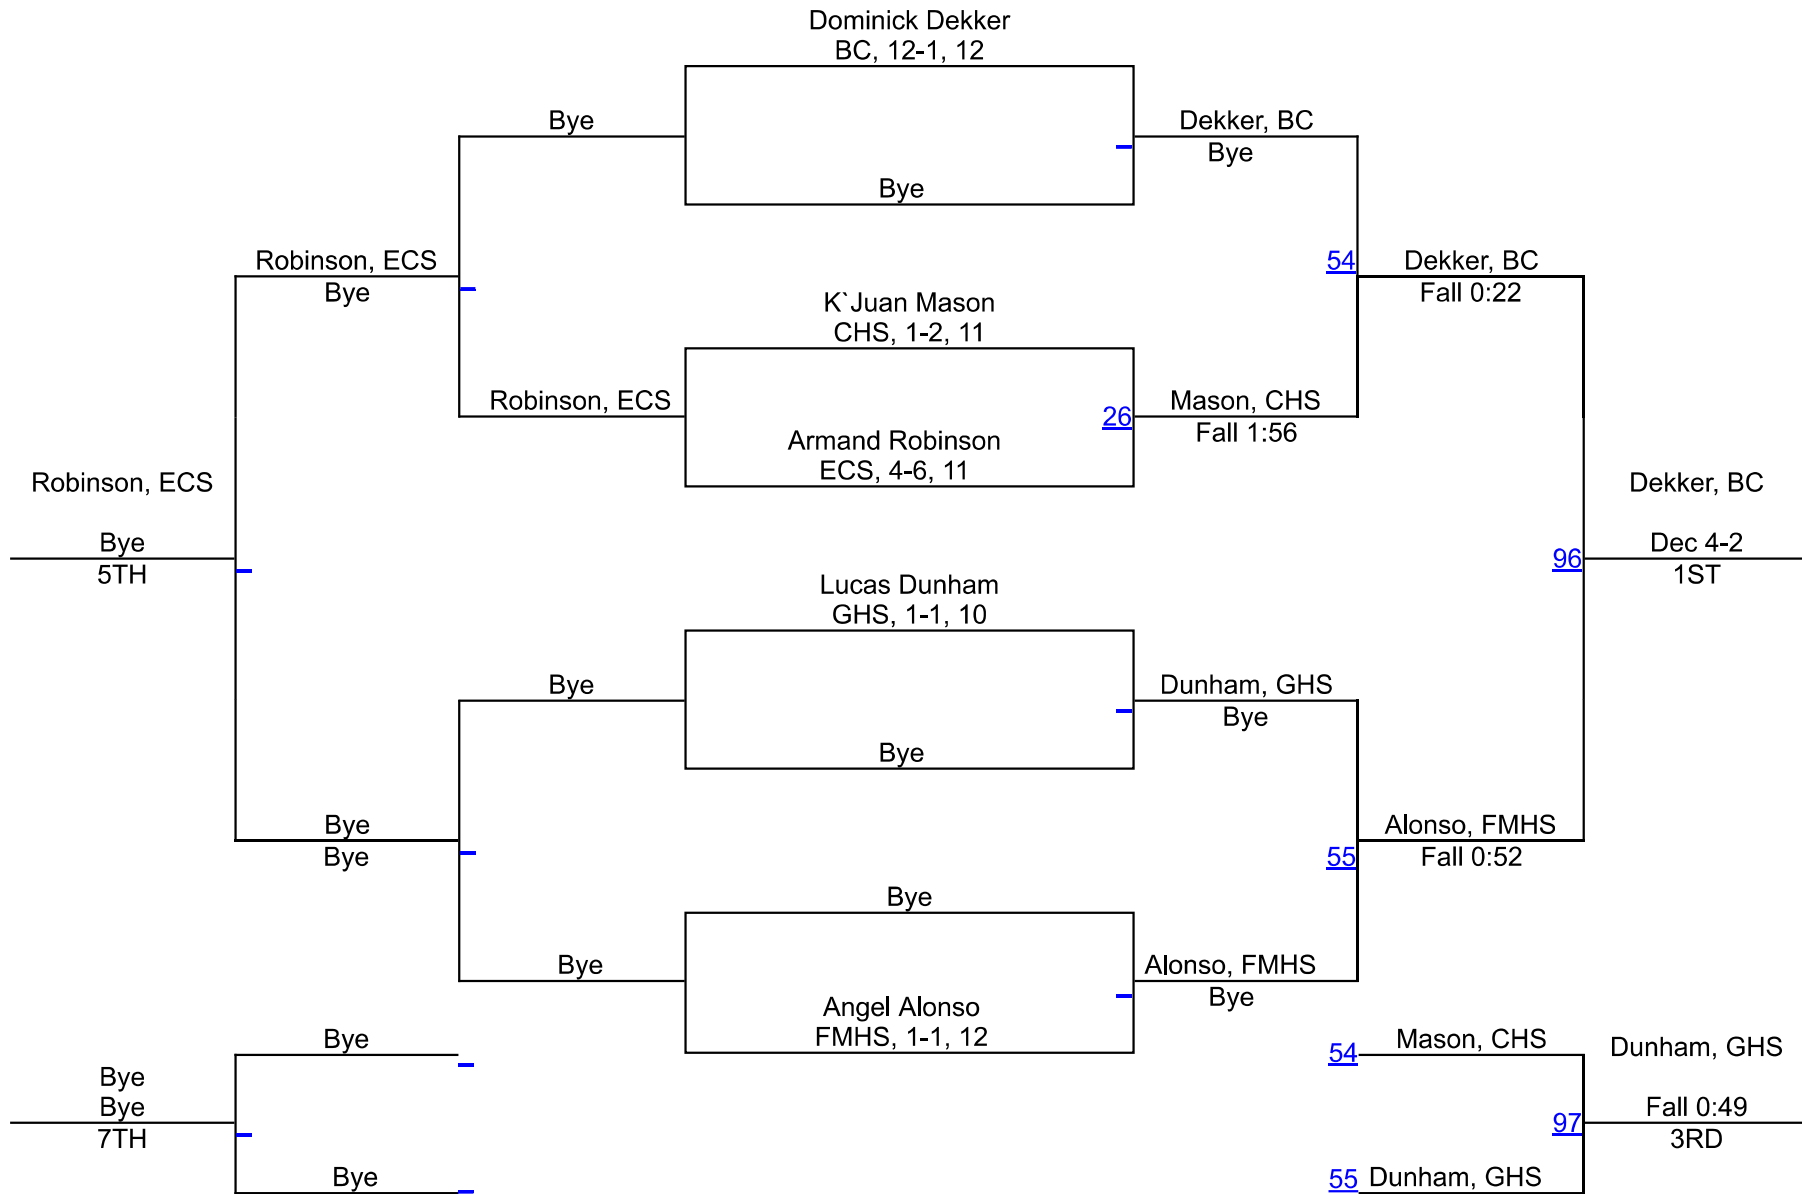 Dominick Dekker
BC, 12-1, 12
Bye
Dekker, BC
Bye
Bye
Robinson, ECS
Bye
54
Dekker, BC
Fall 0:22
K`Juan Mason
CHS, 1-2, 11
Robinson, ECS
26
Mason, CHS
Fall 1:56
Armand Robinson
ECS, 4-6, 11
Robinson, ECS
Bye
5TH
Dekker, BC
96
Dec 4-2
1ST
Lucas Dunham
GHS, 1-1, 10
Bye
Dunham, GHS
Bye
Bye
Bye
Bye
55
Alonso, FMHS
Fall 0:52
Bye
Bye
Alonso, FMHS
Bye
Angel Alonso
FMHS, 1-1, 12
Bye
Bye
Bye
7TH
Bye
54
Mason, CHS
Dunham, GHS
97
Fall 0:49
3RD
55
Dunham, GHS